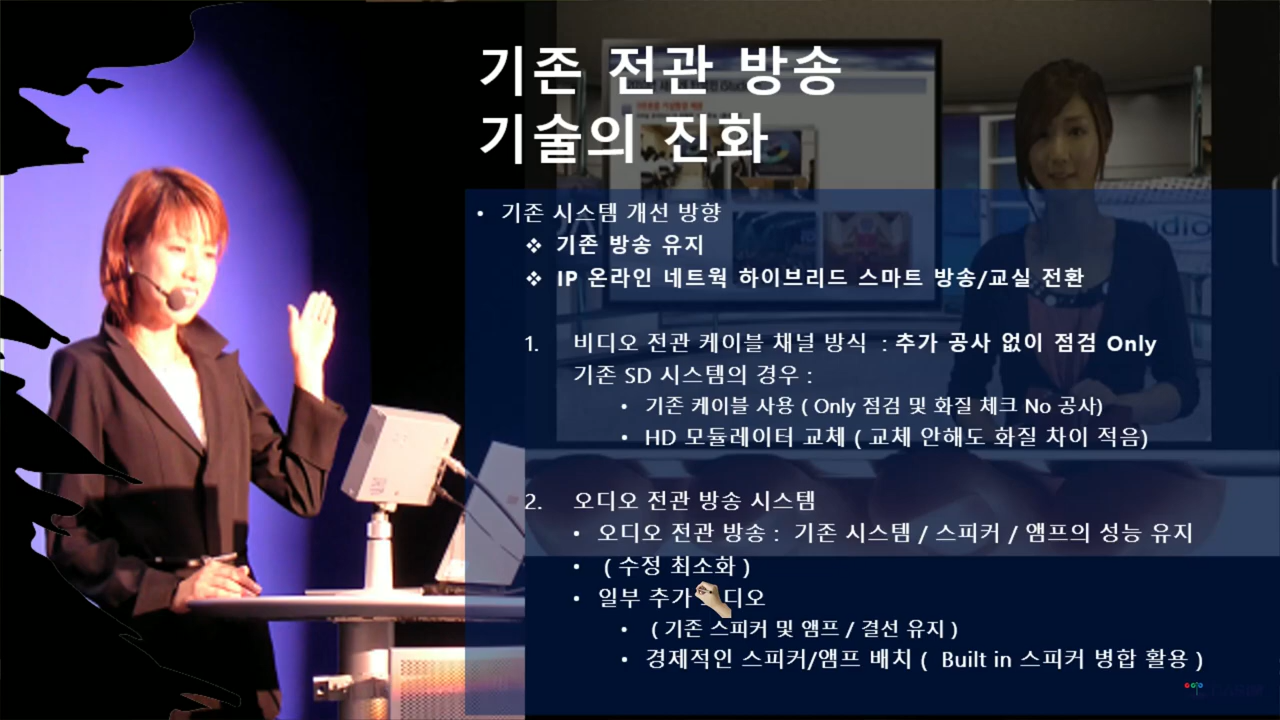 기존 전관 방송
기술의 진화
• 기존 시스템 개선 방향
❖ 기존 방송 유지
❖ IP 온라인 네트웍 하이브리드 스마트 방송/교실 전환
1. 비디오 전관 케이블 채널 방식 : 추가 공사 없이 점검 Only
기존 SD 시스템의 경우 :
• 기존 케이블 사용 ( Only 점검 및 화질 체크 No 공사)
• HD 모듈레이터 교체 ( 교체 안해도 화질 차이 적음)
2. 오디오 전관 방송 시스템
• 오디오 전관 방송 : 기존 시스템 / 스피커 / 앰프의 성능 유지
• ( 수정 최소화 )
• 일부 추가 디오
• ( 기존 스피커 및 앰프 / 결선 유지 )
• 경제적인 스피커/앰프 배치 ( Built in 스피커 병합 활용 )